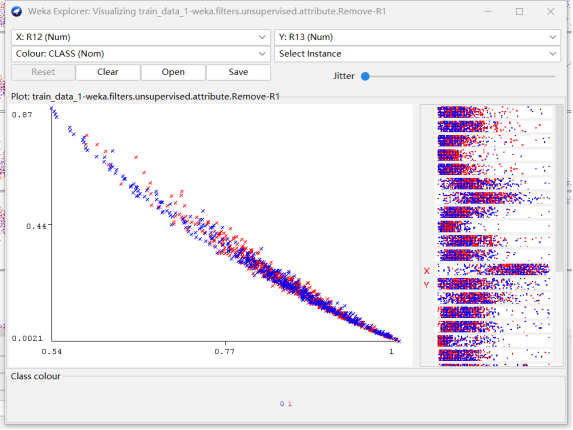 Weka Explorer: Visualizing train_data_1-weka.filters.unsupervised.attribute.Remove-R1
X: R12 (Num)
Y: R13 (Num)
Colour: CLASS (Nom)
Select Instance
Reset
Clear
Open
Save
Jitter
Plot: train_data_1-weka.filters.unsupervised.attribute.Remove-R1
0.87
0.44
0.0021
0.54
0.77
1
X
Y
Class colour
0 1